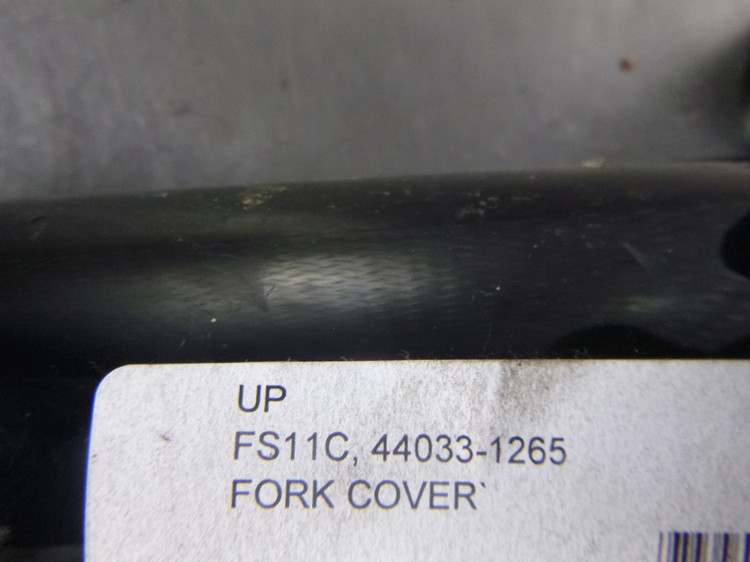 UP
FS11C, 44033-1265
FORK COVER`